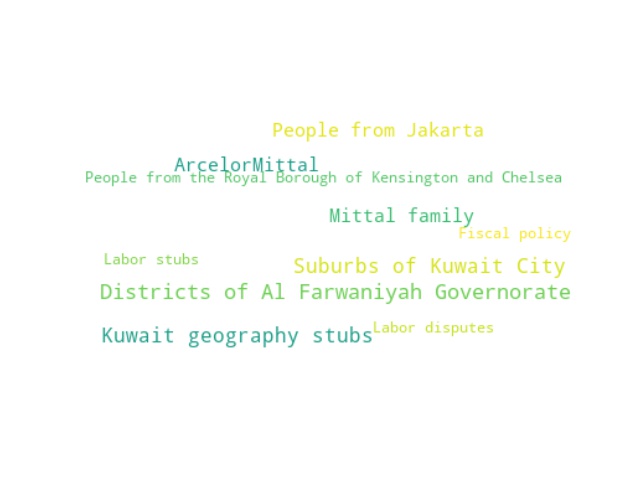 People from Jakarta
ArcelorMittal
People from the Royal Borough of Kensington and Chelsea
Mittal family
Fiscal policy
Labor stubs
Suburbs of Kuwait City
Districts of Al Farwaniyah Governorate
Labor disputes
Kuwait geography stubs